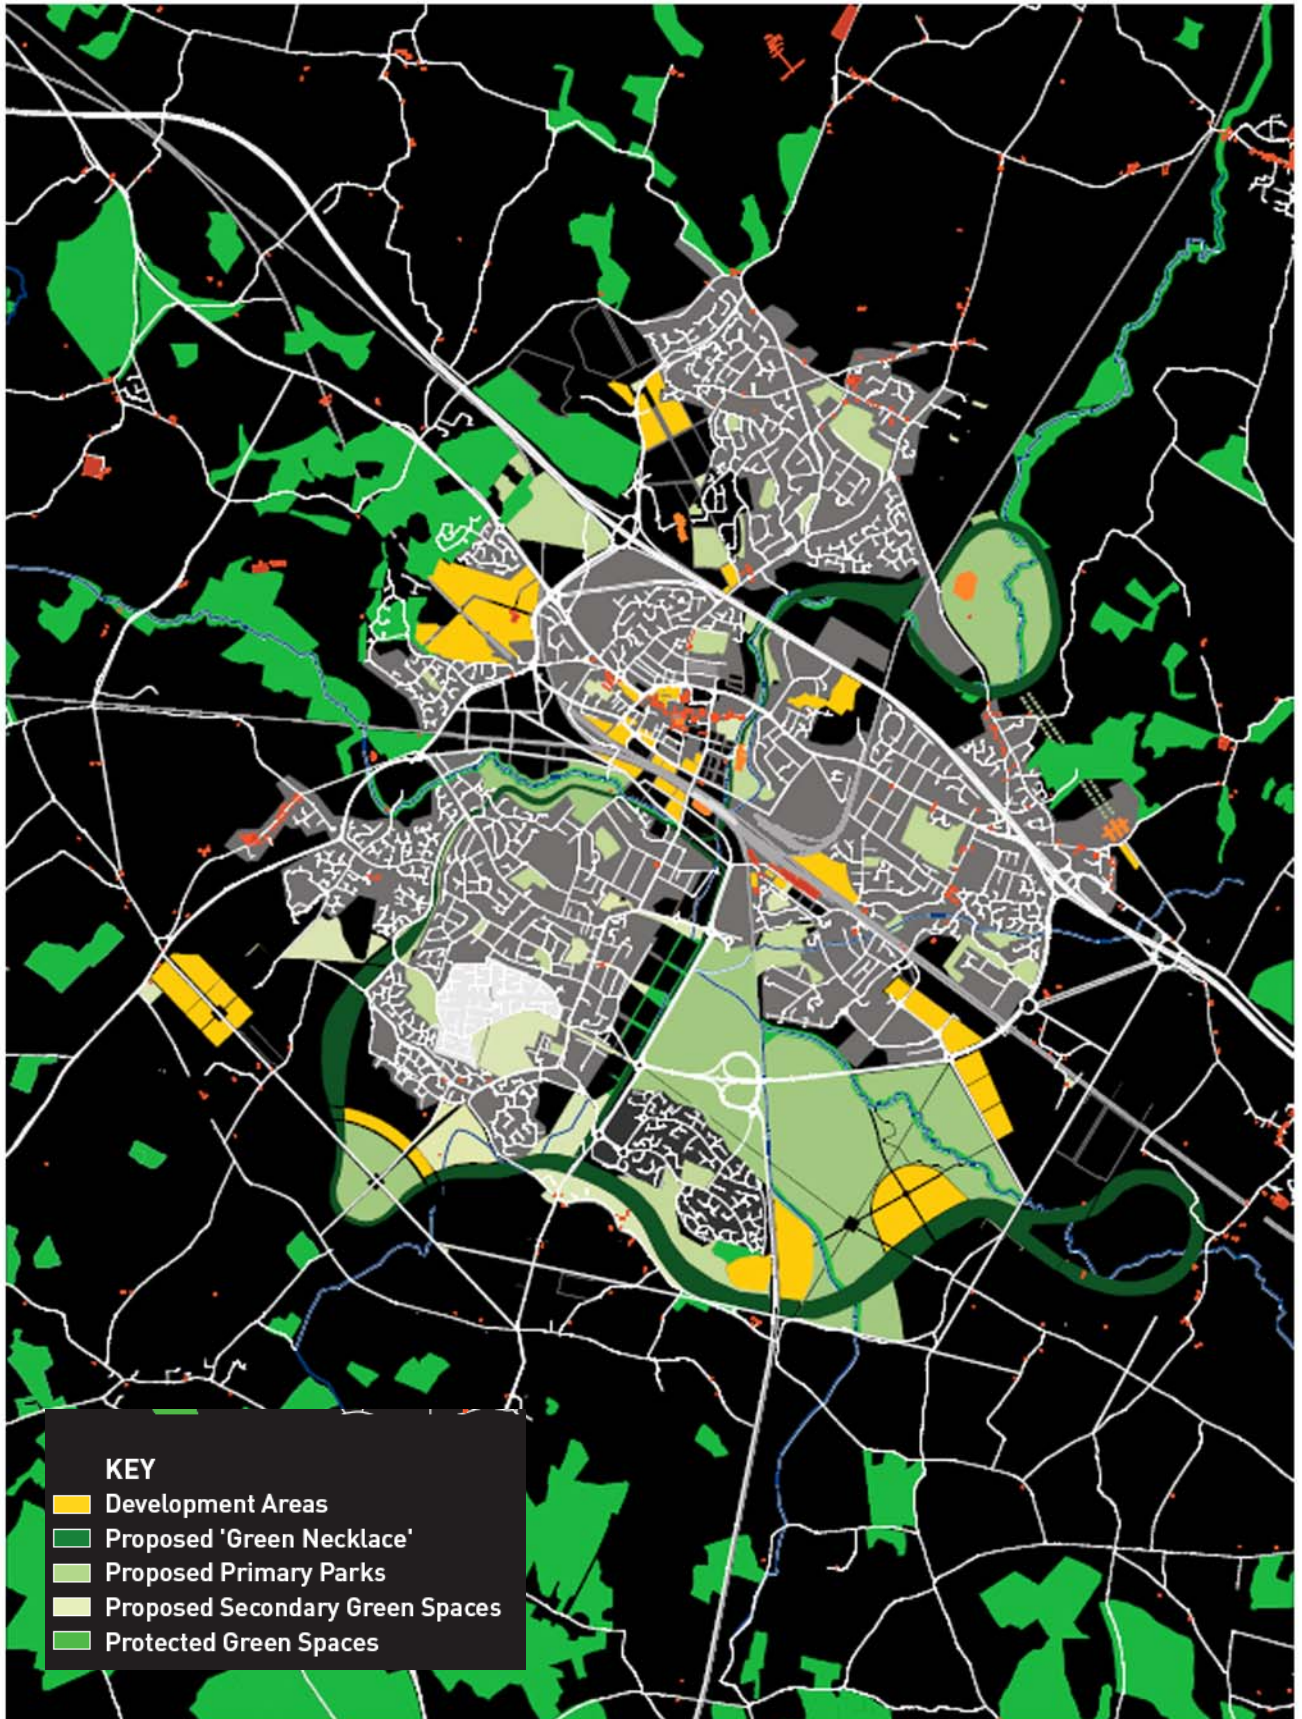 KEY
Development Areas
Proposed 'Green Necklace'
Proposed Primary Parks
Proposed Secondary Green Spaces
Protected Green Spaces